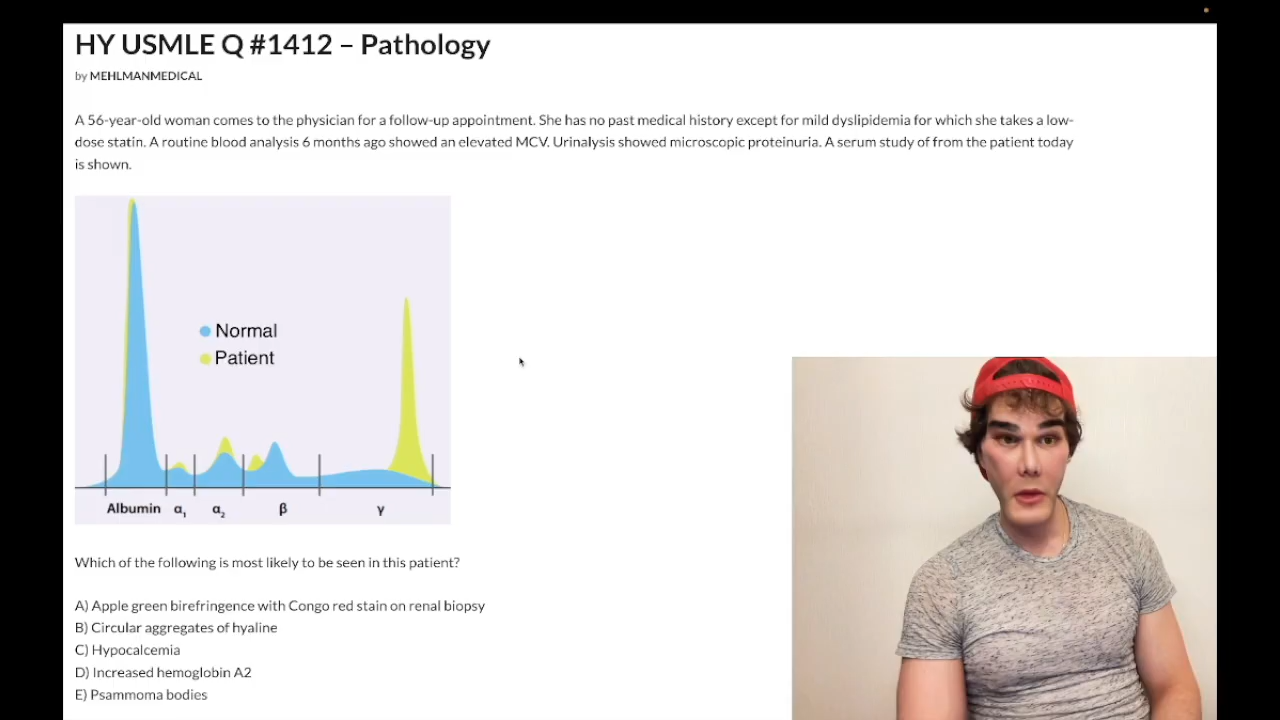 HY USMLE Q #1412 – Pathology
by MEHLMANMEDICAL
A 56-year-old woman comes to the physician for a follow-up appointment. She has no past medical history except for mild dyslipidemia for which she takes a low-
dose statin. A routine blood analysis 6 months ago showed an elevated MCV. Urinalysis showed microscopic proteinuria. A serum study of from the patient today
is shown.
Normal
Patient
Albumin α1 α2 β γ
Which of the following is most likely to be seen in this patient?
A) Apple green birefringence with Congo red stain on renal biopsy
B) Circular aggregates of hyaline
C) Hypocalcemia
D) Increased hemoglobin A2
E) Psammoma bodies